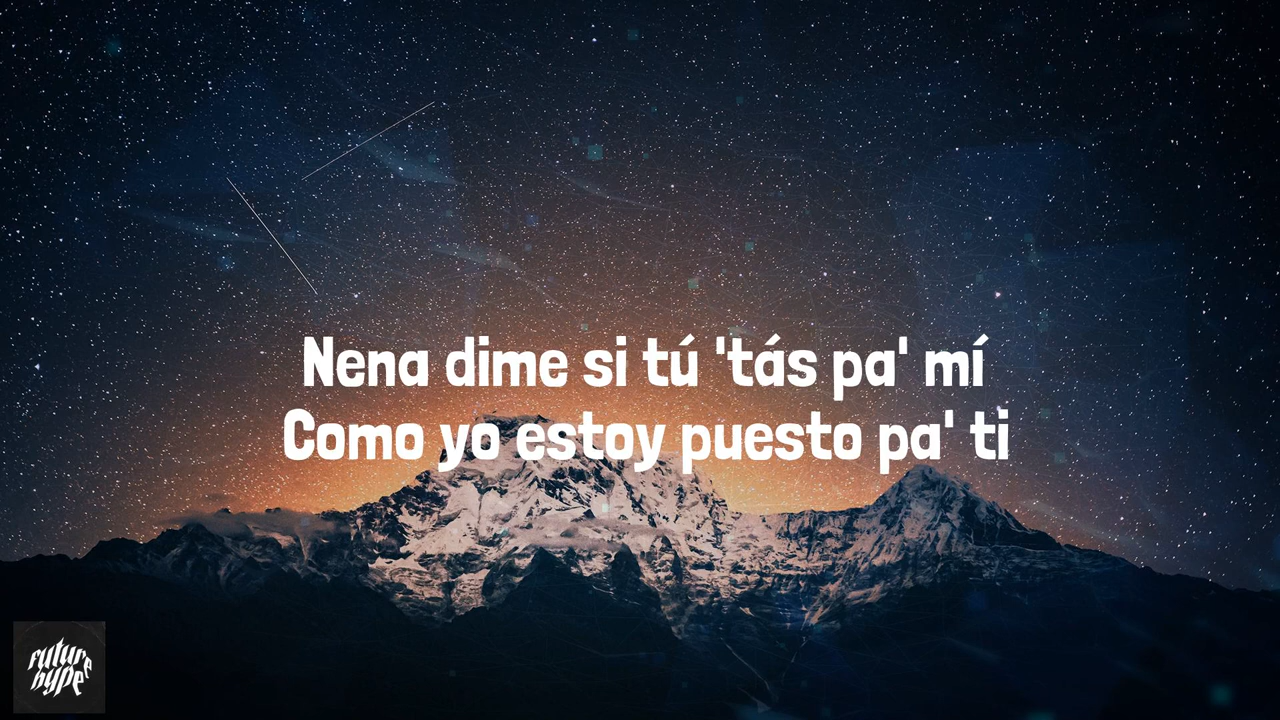 Nena dime si tú 'tás pa' mí
Como yo estoy puesto pa' ti
future
hype